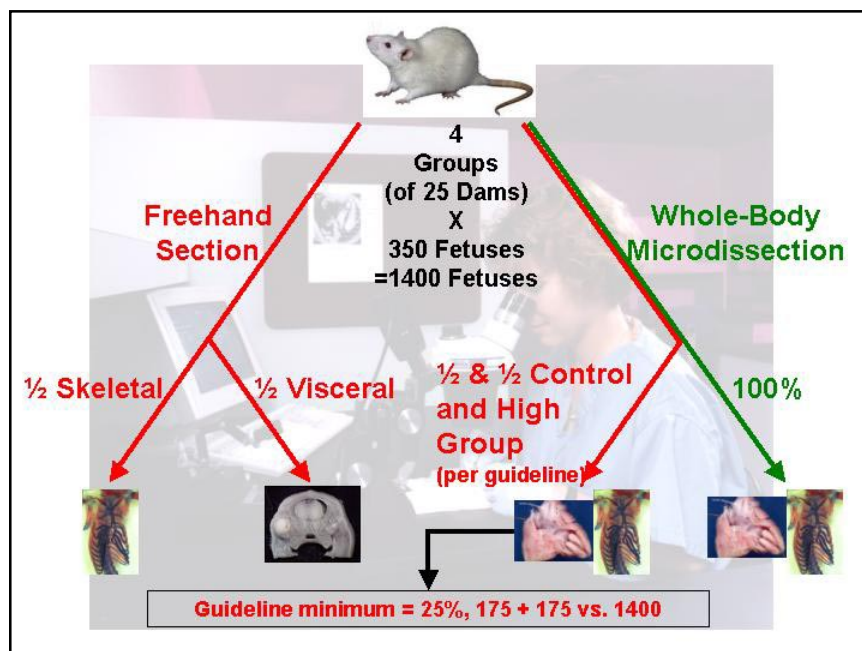 4
Groups
(of 25 Dams)
X
350 Fetuses
=1400 Fetuses
Freehand
Section
Whole-Body
Microdissection
½ Skeletal
½ Visceral
½ & ½ Control
and High
Group
(per guideline)
100%
Guideline minimum = 25%, 175 + 175 vs. 1400